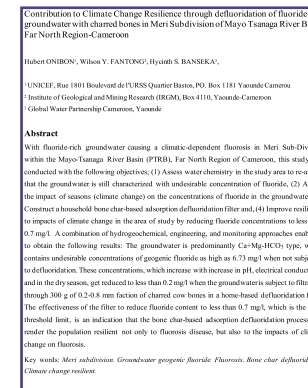 Contribution to Climate Change Resilience through defluoridation of fluoride-
groundwater with charred bones in Meri Subdivision of Mayo Tsanaga River B
Far North Region-Cameroon
Hubert ONIBON¹, Wilson Y. FANTONG², Hycinth S. BANSEKA³,
¹ UNICEF, Rue 1801 Boulevard de l'URSS Quartier Bastos, PO. Box 1181 Yaounde Camerou
² Institute of Geological and Mining Research (IRGM), Box 4110, Yaounde-Cameroon
³ Global Water Partnership Cameroon, Yaounde
Abstract
With fluoride-rich groundwater causing a climatic-dependent fluorosis in Meri Sub-Div
within the Mayo-Tsanaga River Basin (PTRB), Far North Region of Cameroon, this study
conducted with the following objectives; (1) Assess water chemistry in the study area to re-a
that the groundwater is still characterized with undesirable concentration of fluoride, (2) A
the impact of seasons (climate change) on the concentrations of fluoride in the groundwate
Construct a household bone char-based adsorption defluoridation filter and, (4) Improve resili
to impacts of climate change in the area of study by reducing fluoride concentrations to less
0.7 mg/l. A combination of hydrogeochemical, engineering, and monitoring approaches enab
to obtain the following results: The groundwater is predominantly Ca+Mg-HCO₃ type, w
contains undesirable concentrations of geogenic fluoride as high as 6.73 mg/l when not subje
to defluoridation. These concentrations, which increase with increase in pH, electrical conduct
and in the dry season, get reduced to less than 0.2 mg/l when the groundwater is subject to filtr
through 300 g of 0.2-0.8 mm fraction of charred cow bones in a home-based defluoridation f
The effectiveness of the filter to reduce fluoride content to less than 0.7 mg/l, which is the
threshold limit, is an indication that the bone char-based adsorption defluoridation process
render the population resilient not only to fluorosis disease, but also to the impacts of cli
change on fluorosis.
Key words: Meri subdivision. Groundwater geogenic fluoride. Fluorosis. Bone char defluorid
Climate change resilient.